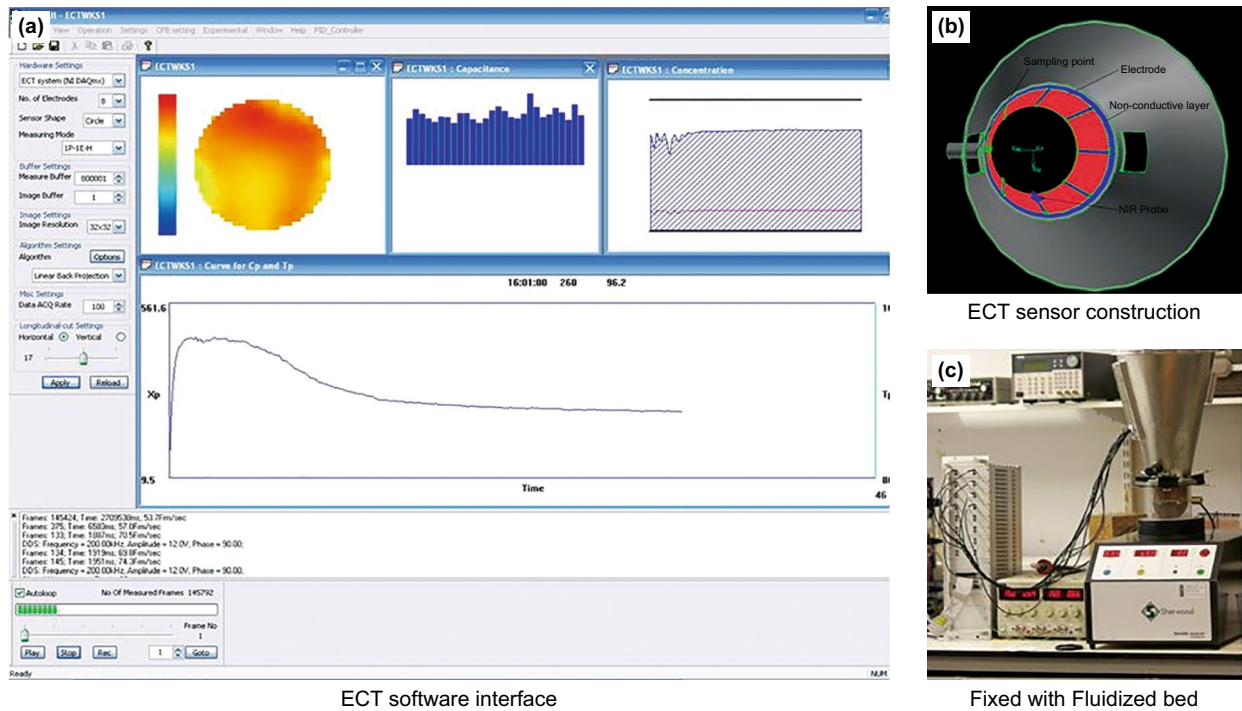 (a)
UI - ECTWKS1
View Operation Settings CFB setting Experimental Window Help PID_Controller
Hardware Settings
ECT system (NI DAQmx)
No. of Electrodes 8
Sensor Shape Circle
Measuring Mode
1P-1E-H
Buffer Settings
Measure Buffer 600001
Image Buffer 1
Image Settings
Image Resolution 32x32
Algorithm Settings
Algorithm Options
Linear Back Projection
Misc Settings
Data ACQ Rate 100
Longitudinal-cut Settings
Horizontal Vertical
17
Apply Reload
ECTWKS1
ECTWKS1 : Capacitance
ECTWKS1 : Concentration
ECTWKS1 : Curve for Cp and Tp
16:01:00 260 96.2
561.6
Xp
Tp
9.5
Time
46
Frames: 145424, Time: 2709538ms, 53.7Frm/sec
Frames: 375, Time: 6583ms, 57.0Frm/sec
Frames: 133, Time: 1887ms, 70.5Frm/sec
DDS: Frequency = 200.00kHz, Amplitude = 12.0V, Phase = 90.00;
Frames: 134, Time: 1919ms, 69.8Frm/sec
Frames: 145, Time: 1951ms, 74.3Frm/sec
DDS: Frequency = 200.00kHz, Amplitude = 12.0V, Phase = 90.00;
Autoloop No Of Measured Frames 145792
Frame No
1
Play Stop Rec 1 Goto
Ready NUM
ECT software interface
(b)
Sampling point
Electrode
Non-conductive layer
NIR Probe
ECT sensor construction
(c)
Sherwood
Fixed with Fluidized bed